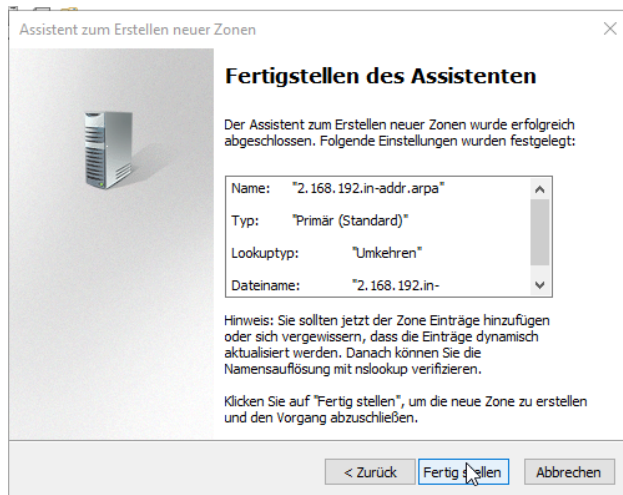 Assistent zum Erstellen neuer Zonen
Fertigstellen des Assistenten
Der Assistent zum Erstellen neuer Zonen wurde erfolgreich
abgeschlossen. Folgende Einstellungen wurden festgelegt:
Name: "2.168.192.in-addr.arpa"
Typ: "Primär (Standard)"
Lookuptyp: "Umkehren"
Dateiname: "2.168.192.in-
Hinweis: Sie sollten jetzt der Zone Einträge hinzufügen
oder sich vergewissern, dass die Einträge dynamisch
aktualisiert werden. Danach können Sie die
Namensauflösung mit nslookup verifizieren.
Klicken Sie auf "Fertig stellen", um die neue Zone zu erstellen
und den Vorgang abzuschließen.
< Zurück Fertig stellen Abbrechen